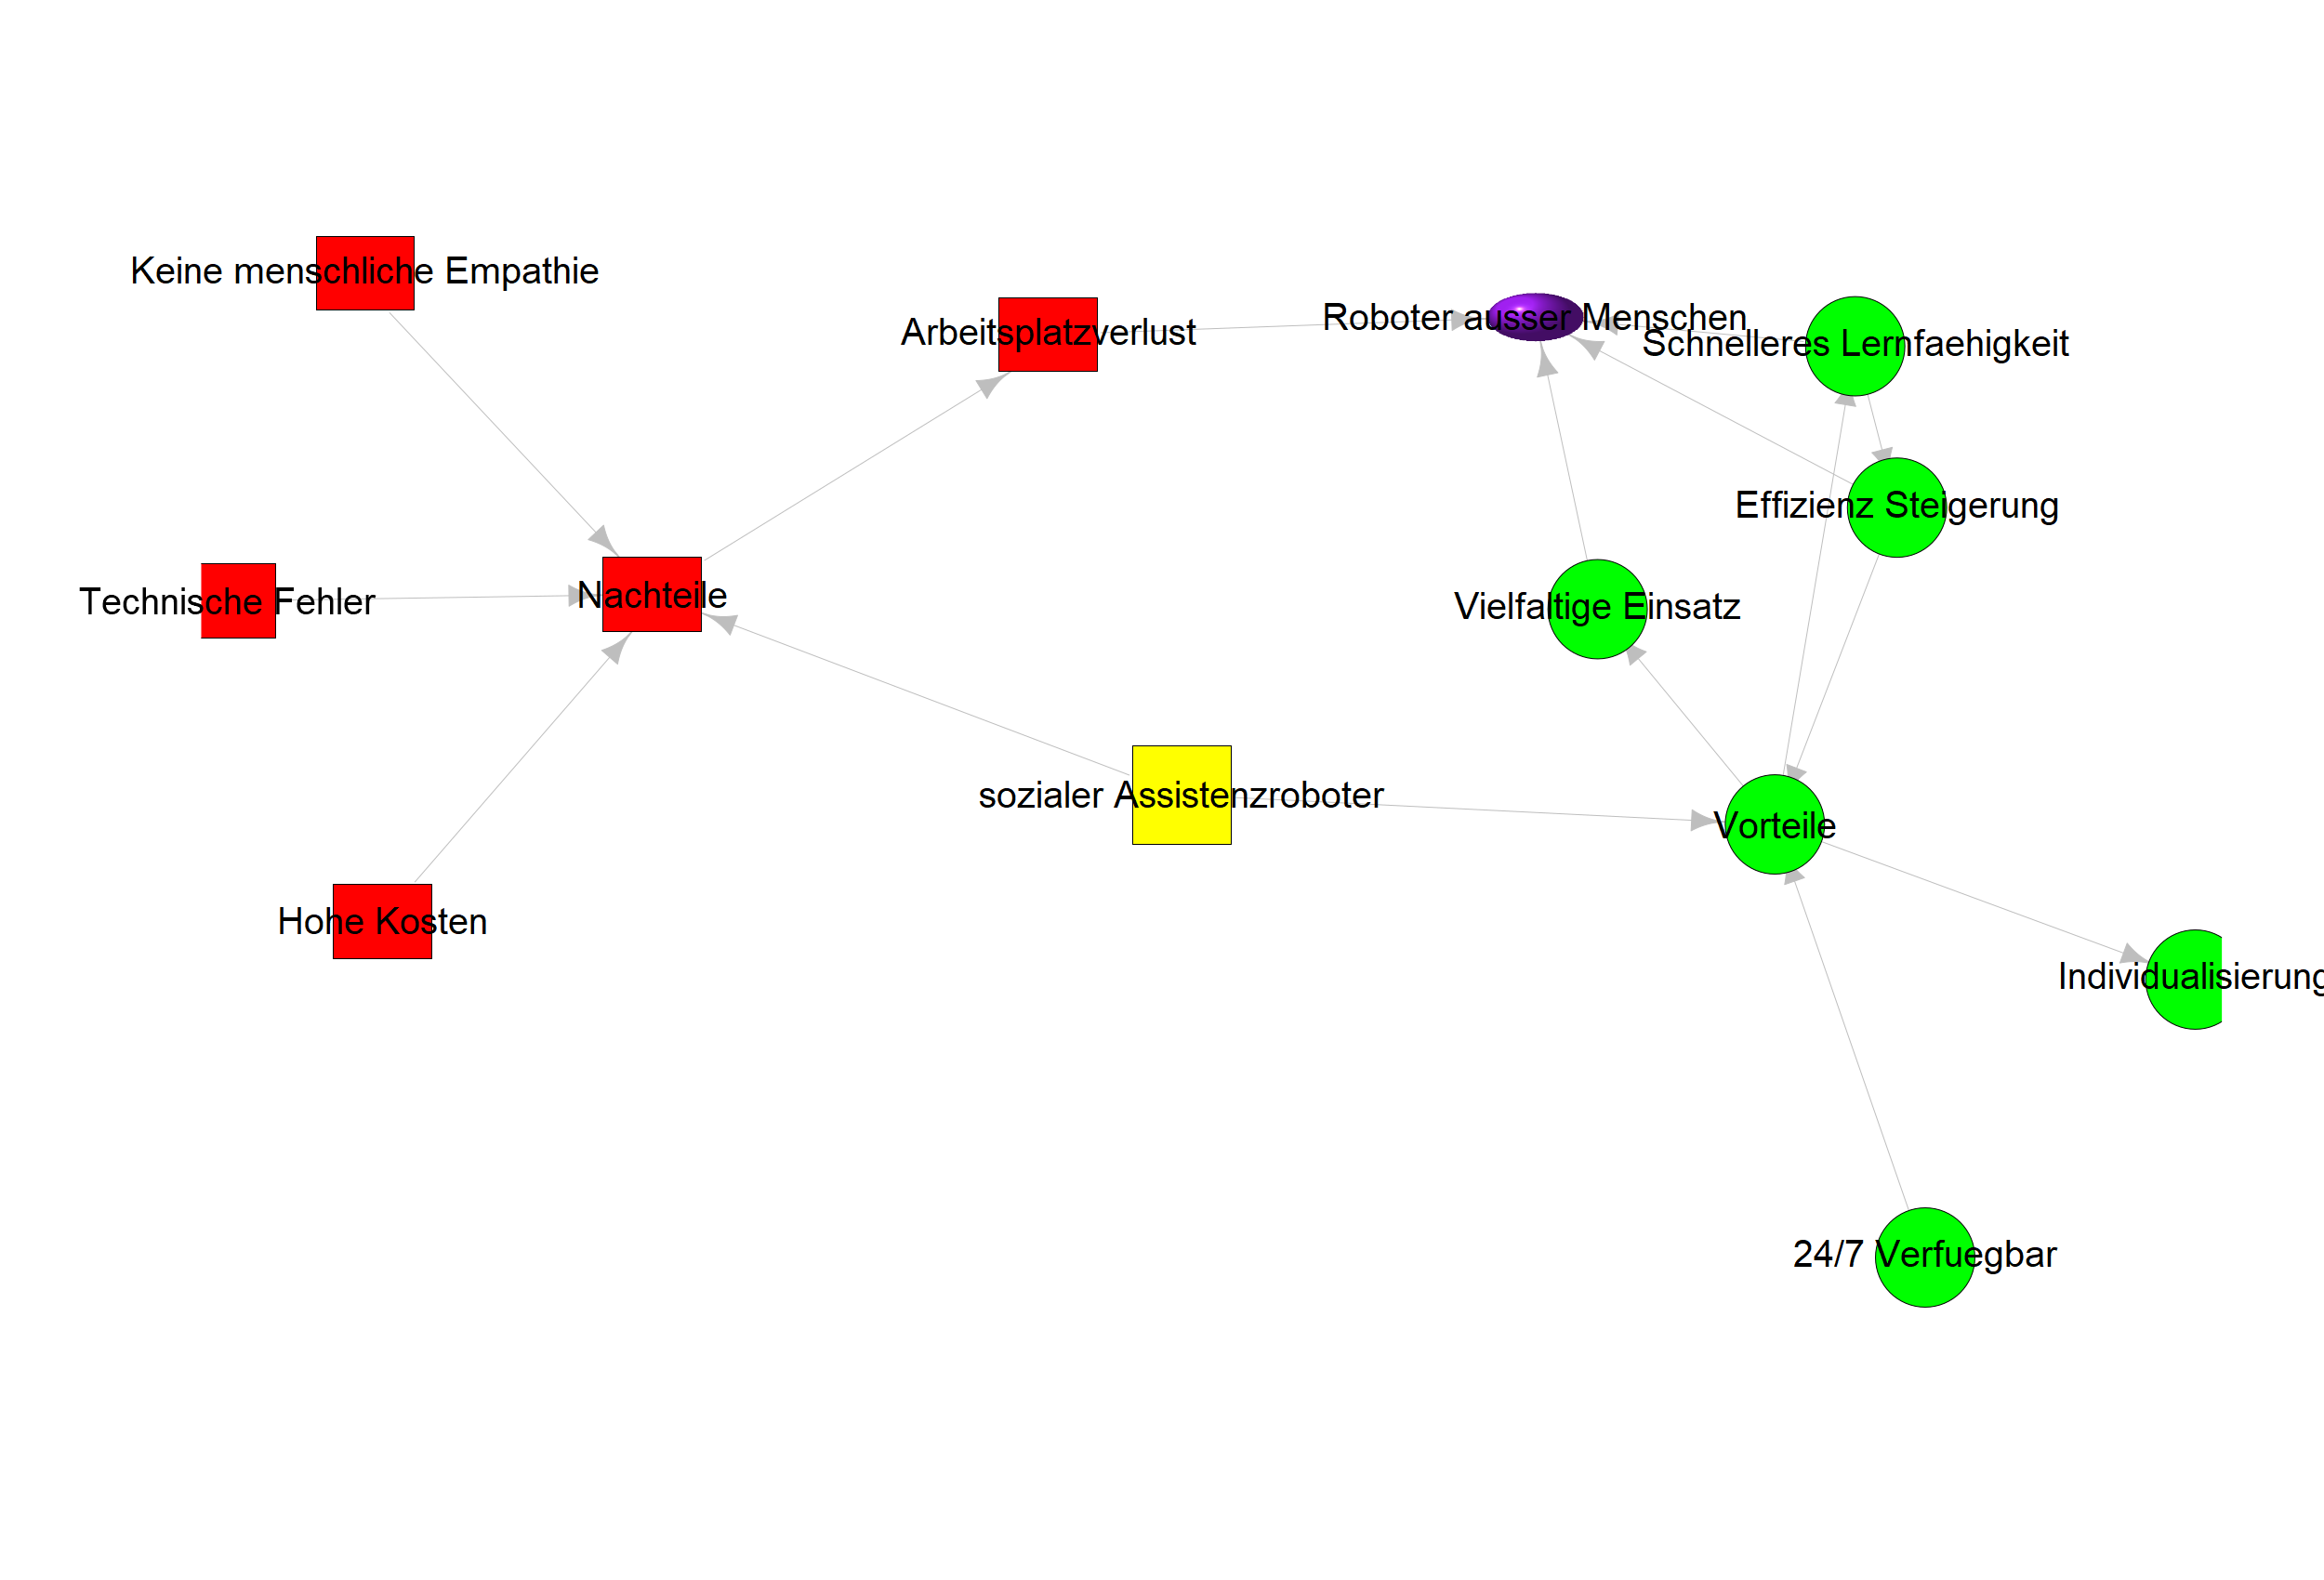 Keine menschliche Empathie
Roboter ausser Menschen
Arbeitsplatzverlust
Schnelleres Lernfaehigkeit
Effizienz Steigerung
Technische Fehler
Nachteile
Vielfaltige Einsatz
sozialer Assistenzroboter
Vorteile
Hohe Kosten
Individualisierung
24/7 Verfuegbar